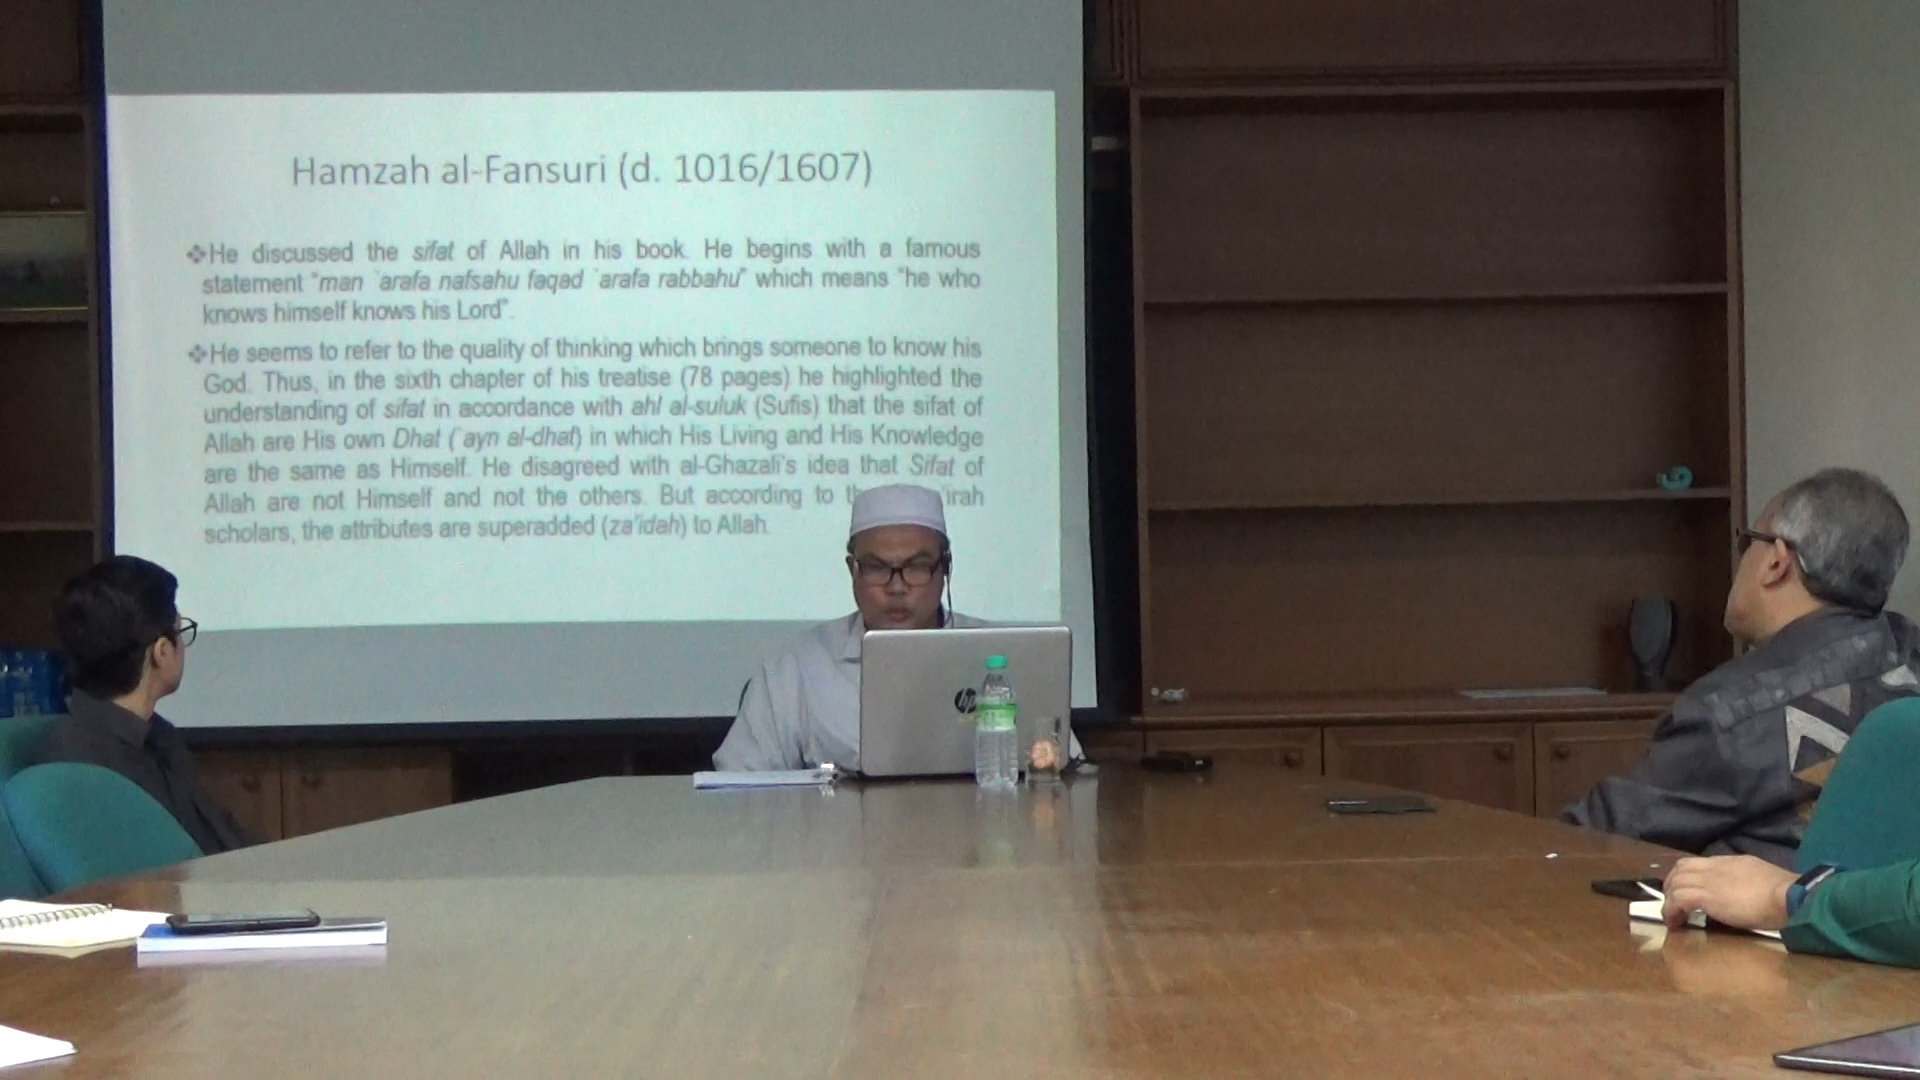 Hamzah al-Fansuri (d. 1016/1607)
❖He discussed the sifat of Allah in his book. He begins with a famous
statement “man `arafa nafsahu faqad `arafa rabbahu” which means “he who
knows himself knows his Lord”.
❖He seems to refer to the quality of thinking which brings someone to know his
God. Thus, in the sixth chapter of his treatise (78 pages) he highlighted the
understanding of sifat in accordance with ahl al-suluk (Sufis) that the sifat of
Allah are His own Dhat (`ayn al-dhat) in which His Living and His Knowledge
are the same as Himself. He disagreed with al-Ghazali's idea that Sifat of
Allah are not Himself and not the others. But according to
scholars, the attributes are superadded (za'idah) to Allah.
hp